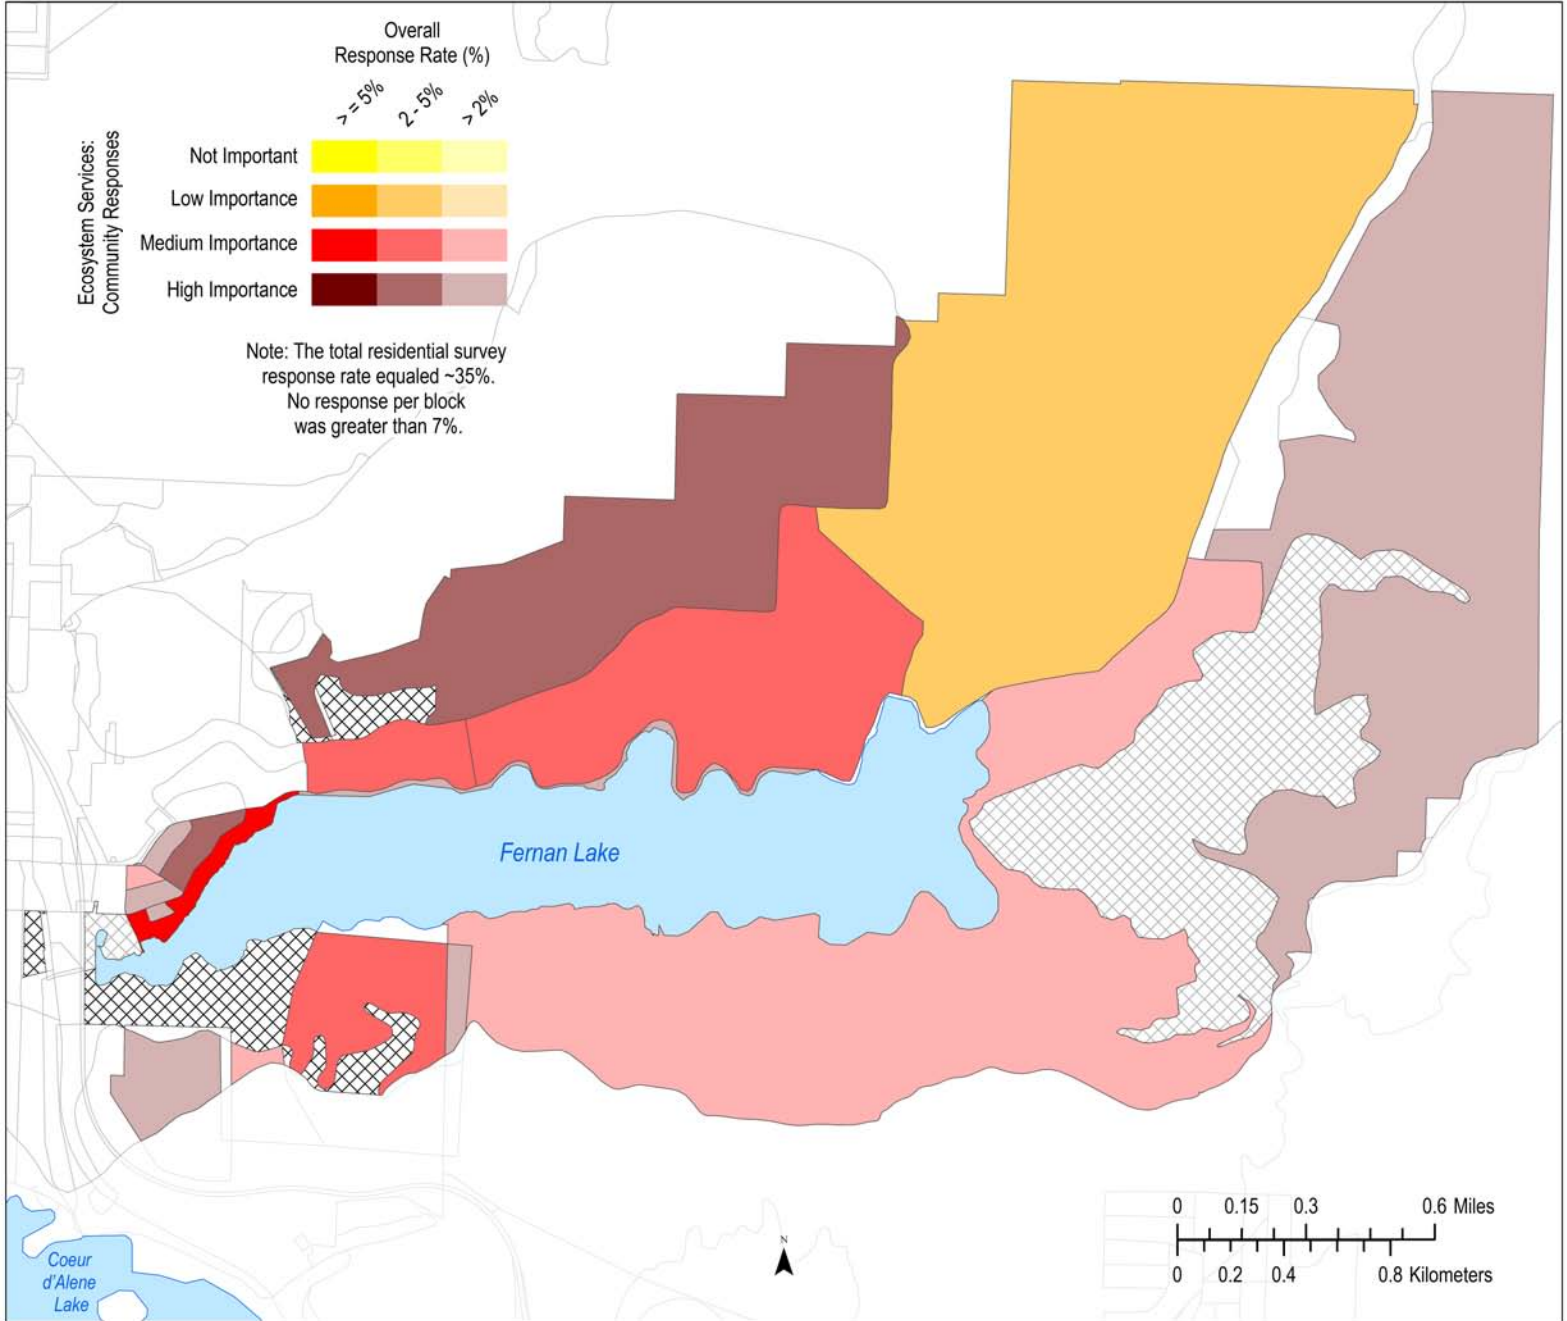 Overall
Response Rate (%)
> = 5%
2 - 5%
> 2%
Ecosystem Services:
Community Responses
Not Important
Low Importance
Medium Importance
High Importance
Note: The total residential survey
response rate equaled ~35%.
No response per block
was greater than 7%.
Fernan Lake
Coeur
d'Alene
Lake
N
0 0.15 0.3 0.6 Miles
0 0.2 0.4 0.8 Kilometers